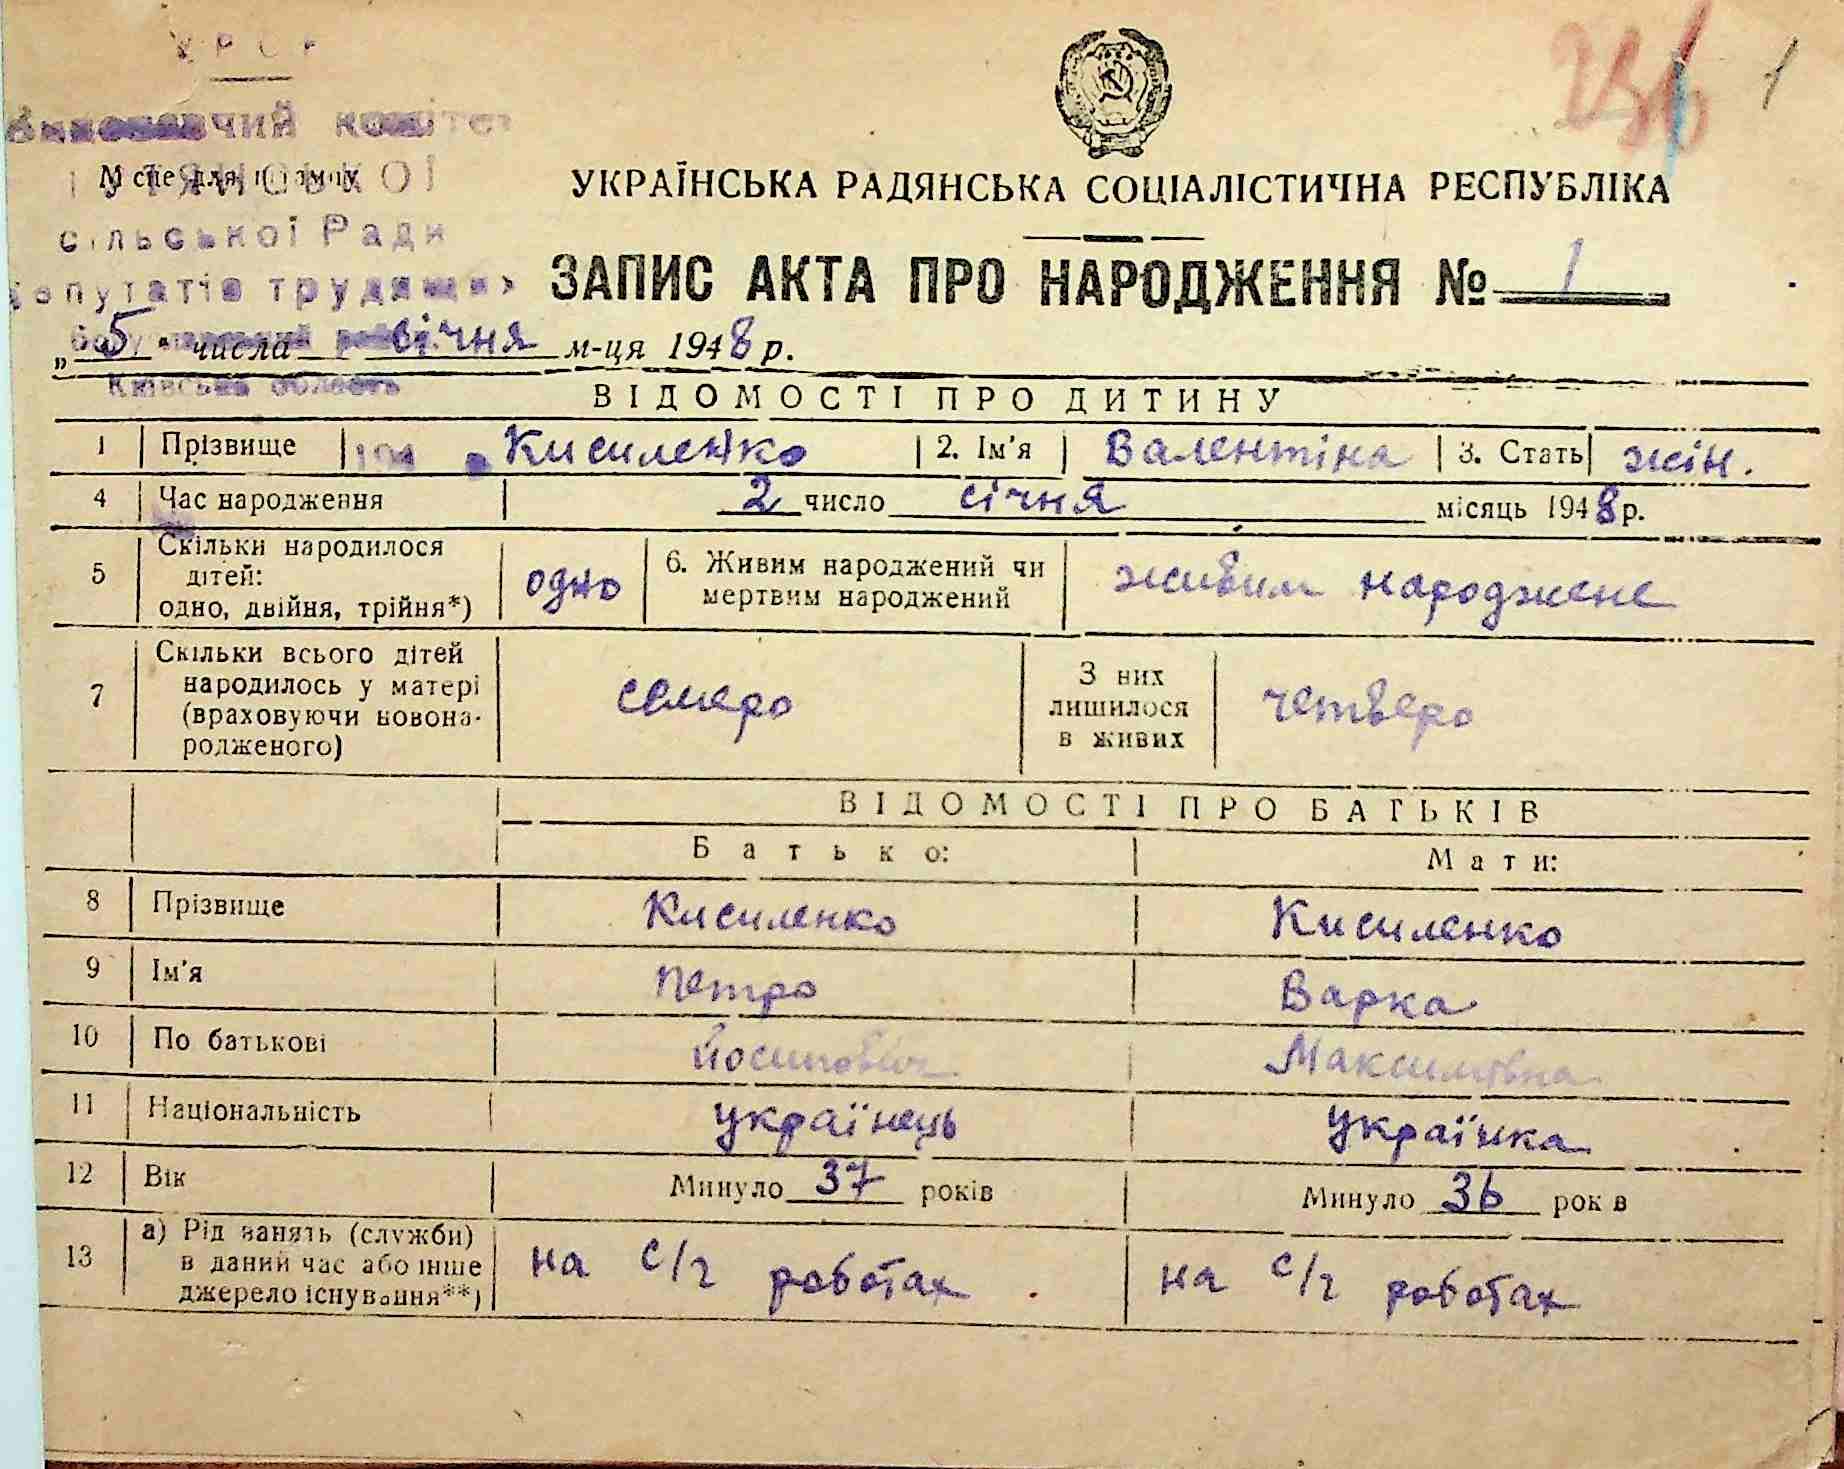 УРСР
виконавчий комітет
Місце для штампу
сільської Ради
депутатів трудящих
Київська область
236
1
УКРАЇНСЬКА РАДЯНСЬКА СОЦІАЛІСТИЧНА РЕСПУБЛІКА
ЗАПИС АКТА ПРО НАРОДЖЕННЯ № 1
„5" числа січня м-ця 1948 р.
ВІДОМОСТІ ПРО ДИТИНУ
1 Прізвище 194 Кисиленко 2. Ім'я Валентіна 3. Стать жін.
4 Час народження 2 число січня місяць 1948 р.
5 Скільки народилося дітей: одно, двійня, трійня*) одно 6. Живим народжений чи мертвим народжений живим народжене
7 Скільки всього дітей народилось у матері (враховуючи новонародженого) семеро З них лишилося в живих четверо
ВІДОМОСТІ ПРО БАТЬКІВ
Батько: Мати:
8 Прізвище Кисиленко Кисиленко
9 Ім'я Петро Варка
10 По батькові Йосипович Максимівна
11 Національність українець українка
12 Вік Минуло 37 років Минуло 36 років
13 а) Рід занять (служби) в даний час або інше джерело існування**) на с/г роботах на с/г роботах